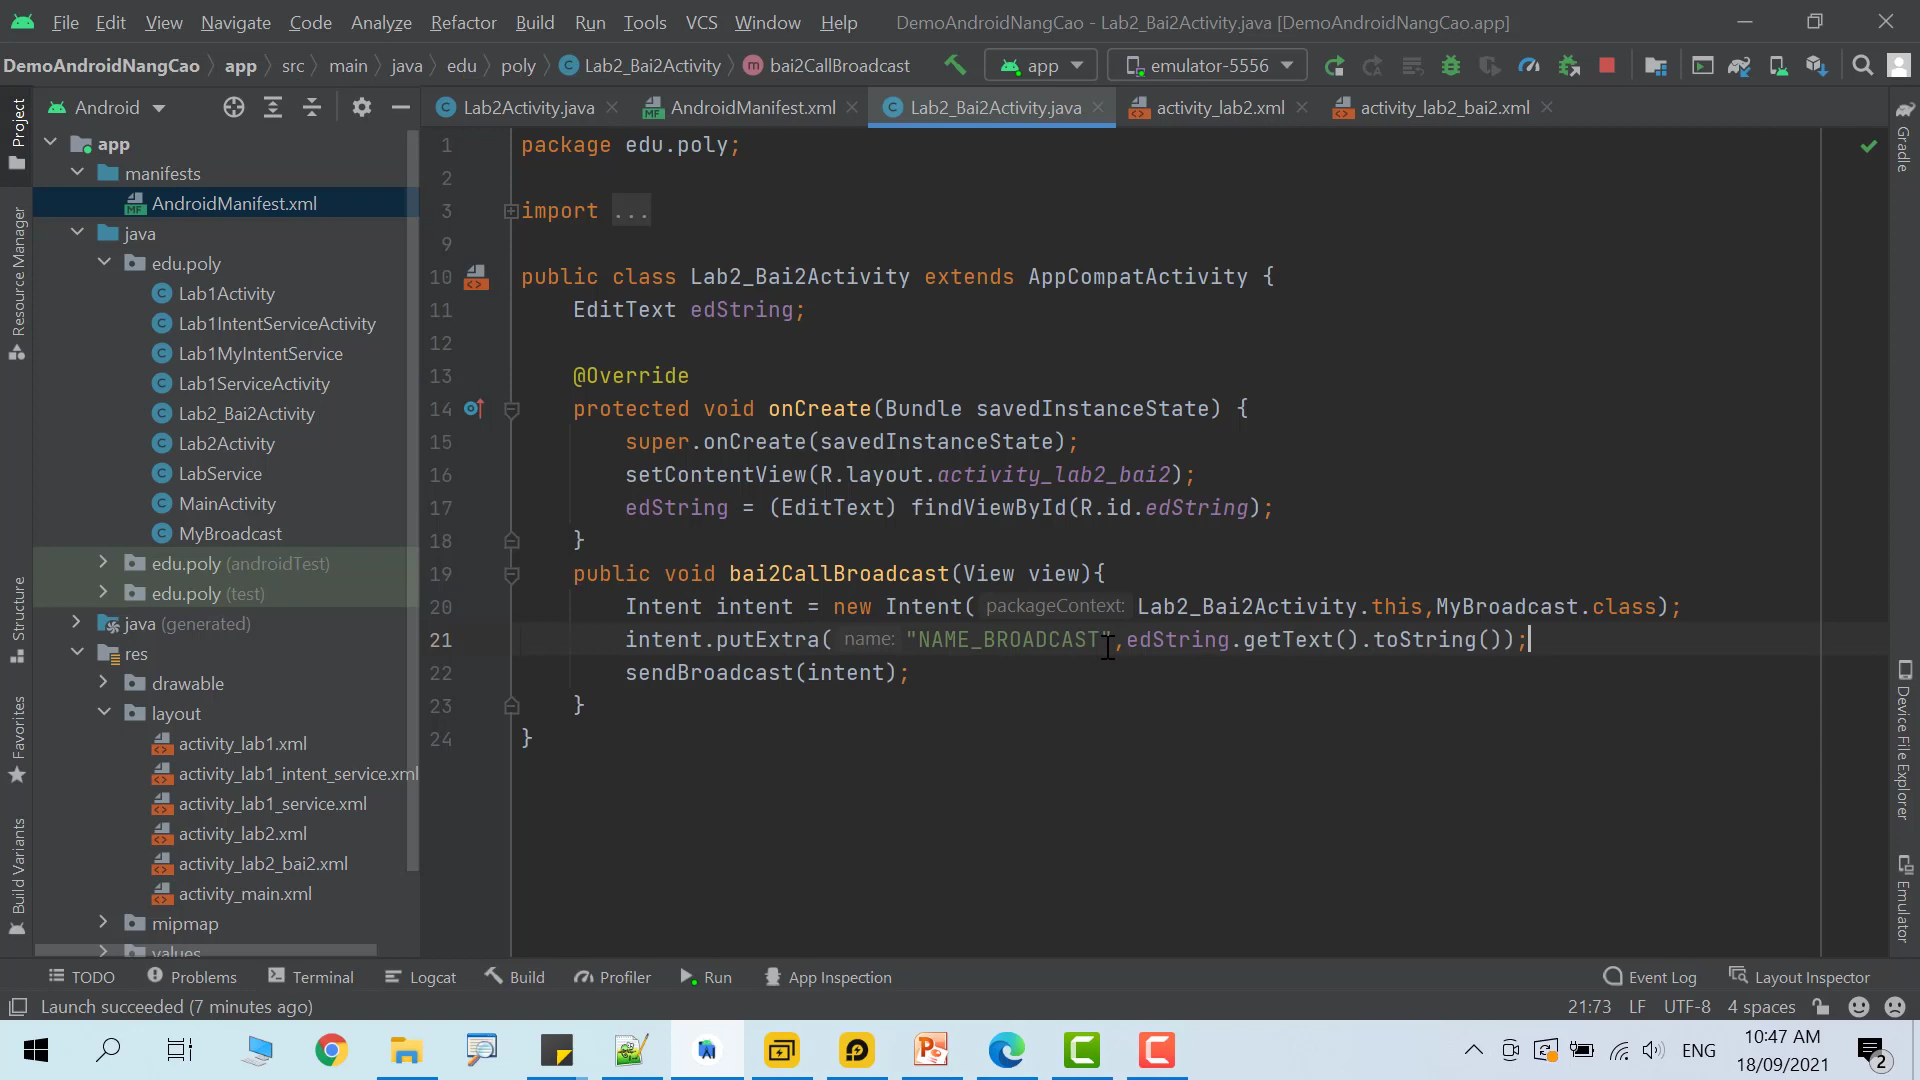 File Edit View Navigate Code Analyze Refactor Build Run Tools VCS Window Help DemoAndroidNangCao - Lab2_Bai2Activity.java [DemoAndroidNangCao.app]
DemoAndroidNangCao app src main java edu poly Lab2_Bai2Activity bai2CallBroadcast app emulator-5556
Android Lab2Activity.java AndroidManifest.xml Lab2_Bai2Activity.java activity_lab2.xml activity_lab2_bai2.xml
Project
Resource Manager
Structure
Favorites
Build Variants
app
manifests
AndroidManifest.xml
java
edu.poly
Lab1Activity
Lab1IntentServiceActivity
Lab1MyIntentService
Lab1ServiceActivity
Lab2_Bai2Activity
Lab2Activity
LabService
MainActivity
MyBroadcast
edu.poly (androidTest)
edu.poly (test)
java (generated)
res
drawable
layout
activity_lab1.xml
activity_lab1_intent_service.xml
activity_lab1_service.xml
activity_lab2.xml
activity_lab2_bai2.xml
activity_main.xml
mipmap
values
1 package edu.poly;
2
3 import ...
9
10 public class Lab2_Bai2Activity extends AppCompatActivity {
11 EditText edString;
12
13 @Override
14 protected void onCreate(Bundle savedInstanceState) {
15 super.onCreate(savedInstanceState);
16 setContentView(R.layout.activity_lab2_bai2);
17 edString = (EditText) findViewById(R.id.edString);
18 }
19 public void bai2CallBroadcast(View view){
20 Intent intent = new Intent( packageContext: Lab2_Bai2Activity.this,MyBroadcast.class);
21 intent.putExtra( name: "NAME_BROADCAST",edString.getText().toString());
22 sendBroadcast(intent);
23 }
24 }
Gradle
Device File Explorer
Emulator
TODO Problems Terminal Logcat Build Profiler Run App Inspection Event Log Layout Inspector
Launch succeeded (7 minutes ago) 21:73 LF UTF-8 4 spaces
ENG 10:47 AM
18/09/2021 2